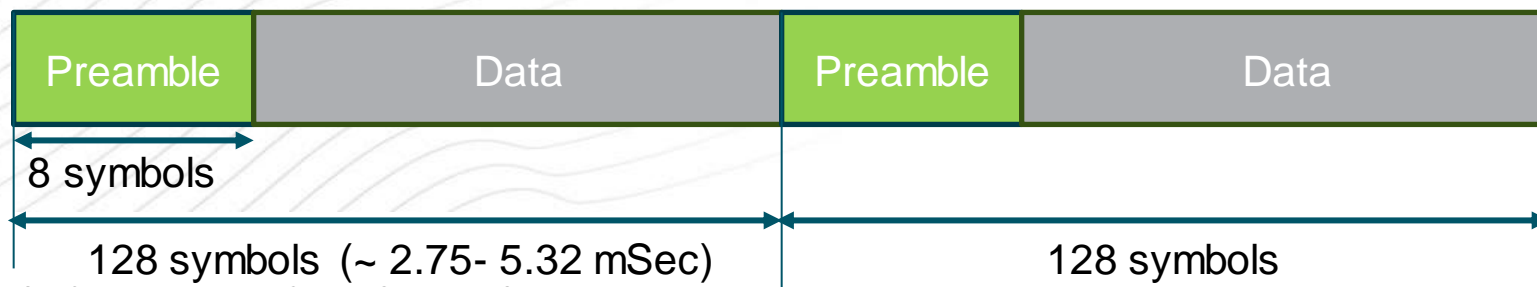 Preamble Data Preamble Data
8 symbols
128 symbols (~ 2.75- 5.32 mSec) 128 symbols